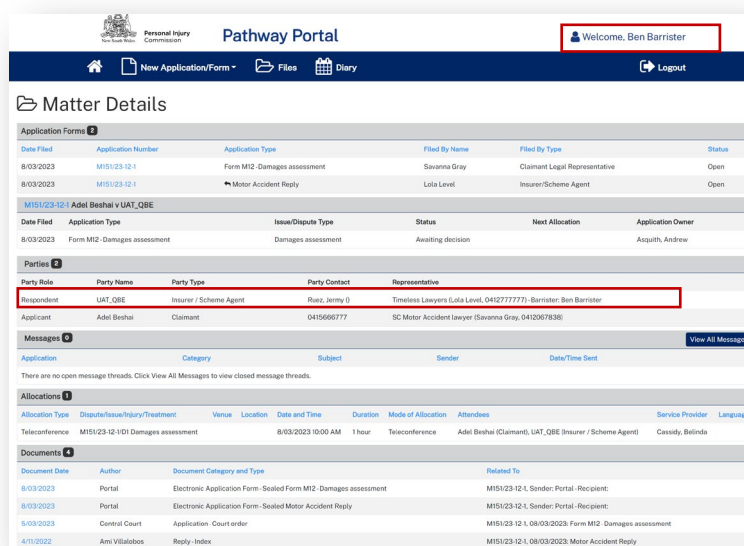 Personal Injury
Commission
New South Wales
Pathway Portal
Welcome, Ben Barrister
New Application/Form
Files
Diary
Logout
Matter Details
Application Forms 2
Date Filed Application Number Application Type Filed By Name Filed By Type Status
8/03/2023 M151/23-12-1 Form M12 - Damages assessment Savanna Gray Claimant Legal Representative Open
8/03/2023 M151/23-12-1 Motor Accident Reply Lola Level Insurer/Scheme Agent Open
M151/23-12-1 Adel Beshai v UAT_QBE
Date Filed Application Type Issue/Dispute Type Status Next Allocation Application Owner
8/03/2023 Form M12 - Damages assessment Damages assessment Awaiting decision Asquith, Andrew
Parties 2
Party Role Party Name Party Type Party Contact Representative
Respondent UAT_QBE Insurer / Scheme Agent Ruez, Jermy () Timeless Lawyers (Lola Level, 0412777777) - Barrister: Ben Barrister
Applicant Adel Beshai Claimant 0415666777 SC Motor Accident lawyer (Savanna Gray, 0412067838)
Messages 0 View All Message
Application Category Subject Sender Date/Time Sent
There are no open message threads. Click View All Messages to view closed message threads.
Allocations 1
Allocation Type Dispute/Issue/Injury/Treatment Venue Location Date and Time Duration Mode of Allocation Attendees Service Provider Languag
Teleconference M151/23-12-1/D1 Damages assessment 8/03/2023 10:00 AM 1 hour Teleconference Adel Beshai (Claimant), UAT_QBE (Insurer / Scheme Agent) Cassidy, Belinda
Documents 4
Document Date Author Document Category and Type Related To
8/03/2023 Portal Electronic Application Form - Sealed Form M12 - Damages assessment M151/23-12-1, Sender: Portal - Recipient:
8/03/2023 Portal Electronic Application Form - Sealed Motor Accident Reply M151/23-12-1, Sender: Portal - Recipient:
5/03/2023 Central Court Application - Court order M151/23-12-1, 08/03/2023: Form M12 - Damages assessment
4/11/2022 Ami Villalobos Reply - Index M151/23-12-1, 08/03/2023: Motor Accident Reply